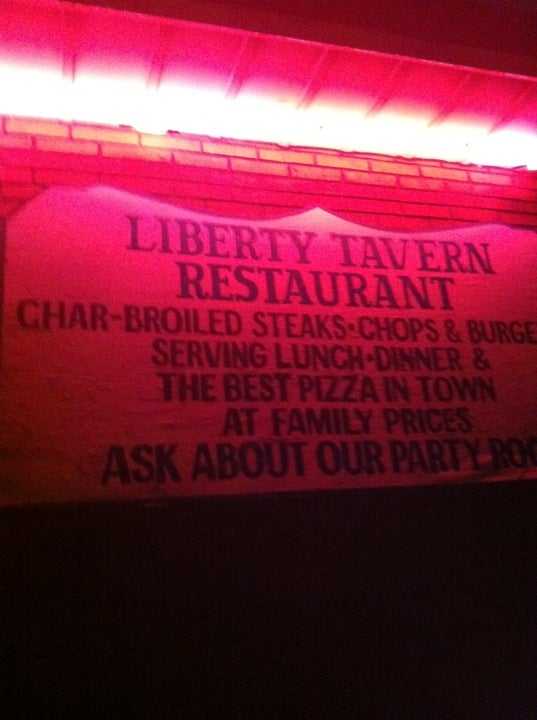 LIBERTY TAVERN
RESTAURANT
CHAR-BROILED STEAKS•CHOPS & BURGE
SERVING LUNCH•DINNER &
THE BEST PIZZA IN TOWN
AT FAMILY PRICES
ASK ABOUT OUR PARTY ROO